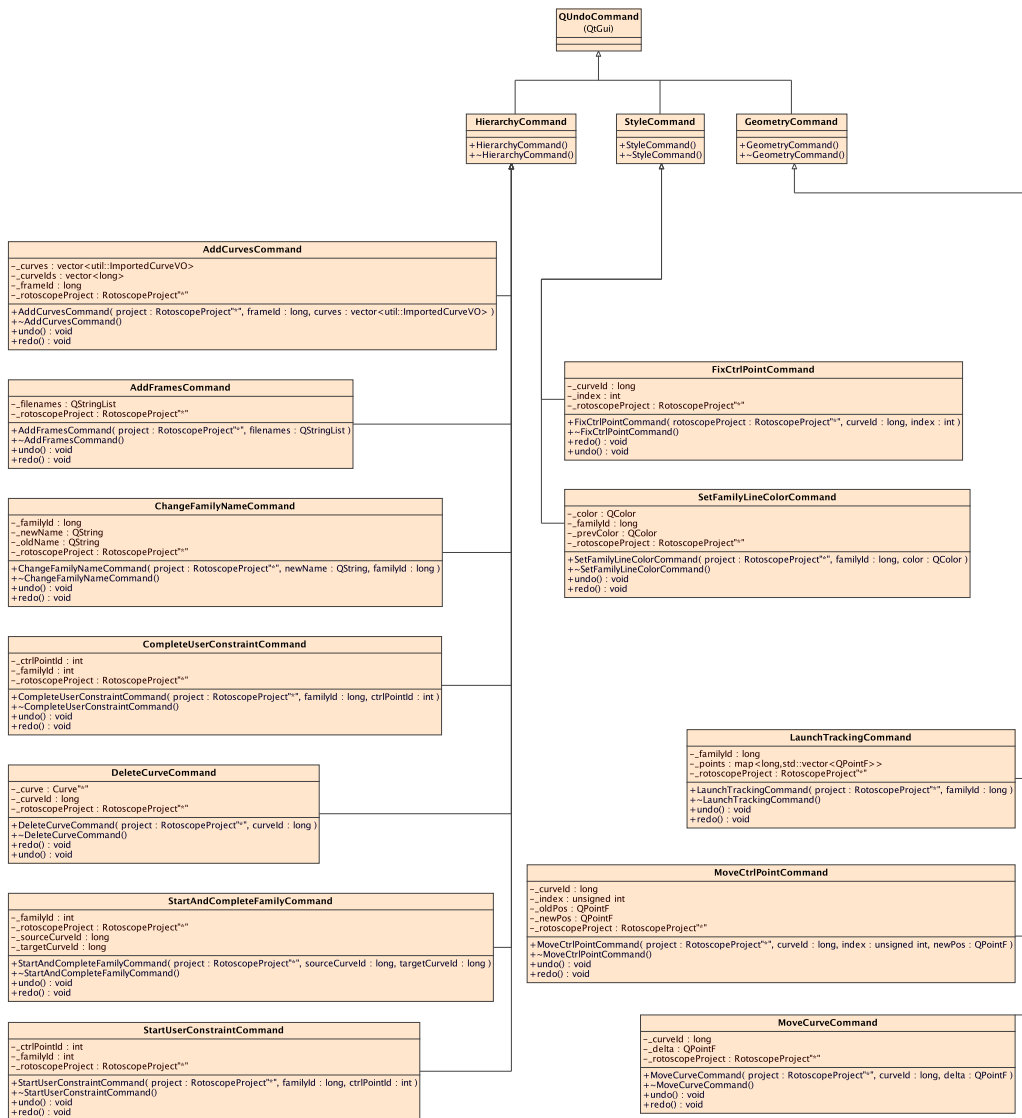 QUndoCommand
(QtGui)
HierarchyCommand
+HierarchyCommand()
+~HierarchyCommand()
StyleCommand
+StyleCommand()
+~StyleCommand()
GeometryCommand
+GeometryCommand()
+~GeometryCommand()
AddCurvesCommand
-_curves : vector<util::ImportedCurveVO>
-_curveIds : vector<long>
-_frameId : long
-_rotoscopeProject : RotoscopeProject"*"
+AddCurvesCommand( project : RotoscopeProject"*", frameId : long, curves : vector<util::ImportedCurveVO> )
+~AddCurvesCommand()
+undo() : void
+redo() : void
AddFramesCommand
-_filenames : QStringList
-_rotoscopeProject : RotoscopeProject"*"
+AddFramesCommand( project : RotoscopeProject"*", filenames : QStringList )
+~AddFramesCommand()
+undo() : void
+redo() : void
FixCtrlPointCommand
-_curveId : long
-_index : int
-_rotoscopeProject : RotoscopeProject"*"
+FixCtrlPointCommand( rotoscopeProject : RotoscopeProject"*", curveId : long, index : int )
+~FixCtrlPointCommand()
+redo() : void
+undo() : void
ChangeFamilyNameCommand
-_familyId : long
-_newName : QString
-_oldName : QString
-_rotoscopeProject : RotoscopeProject"*"
+ChangeFamilyNameCommand( project : RotoscopeProject"*", newName : QString, familyId : long )
+~ChangeFamilyNameCommand()
+undo() : void
+redo() : void
SetFamilyLineColorCommand
-_color : QColor
-_familyId : long
-_prevColor : QColor
-_rotoscopeProject : RotoscopeProject"*"
+SetFamilyLineColorCommand( project : RotoscopeProject"*", familyId : long, color : QColor )
+~SetFamilyLineColorCommand()
+undo() : void
+redo() : void
CompleteUserConstraintCommand
-_ctrlPointId : int
-_familyId : int
-_rotoscopeProject : RotoscopeProject"*"
+CompleteUserConstraintCommand( project : RotoscopeProject"*", familyId : long, ctrlPointId : int )
+~CompleteUserConstraintCommand()
+undo() : void
+redo() : void
LaunchTrackingCommand
-_familyId : long
-_points : map<long,std::vector<QPointF>>
-_rotoscopeProject : RotoscopeProject"*"
+LaunchTrackingCommand( project : RotoscopeProject"*", familyId : long )
+~LaunchTrackingCommand()
+undo() : void
+redo() : void
DeleteCurveCommand
-_curve : Curve"*"
-_curveId : long
-_rotoscopeProject : RotoscopeProject"*"
+DeleteCurveCommand( project : RotoscopeProject"*", curveId : long )
+~DeleteCurveCommand()
+redo() : void
+undo() : void
MoveCtrlPointCommand
-_curveId : long
-_index : unsigned int
-_oldPos : QPointF
-_newPos : QPointF
-_rotoscopeProject : RotoscopeProject"*"
+MoveCtrlPointCommand( project : RotoscopeProject"*", curveId : long, index : unsigned int, newPos : QPointF )
+~MoveCtrlPointCommand()
+undo() : void
+redo() : void
StartAndCompleteFamilyCommand
-_familyId : int
-_rotoscopeProject : RotoscopeProject"*"
-_sourceCurveId : long
-_targetCurveId : long
+StartAndCompleteFamilyCommand( project : RotoscopeProject"*", sourceCurveId : long, targetCurveId : long )
+~StartAndCompleteFamilyCommand()
+undo() : void
+redo() : void
MoveCurveCommand
-_curveId : long
-_delta : QPointF
-_rotoscopeProject : RotoscopeProject"*"
+MoveCurveCommand( project : RotoscopeProject"*", curveId : long, delta : QPointF )
+~MoveCurveCommand()
+undo() : void
+redo() : void
StartUserConstraintCommand
-_ctrlPointId : int
-_familyId : int
-_rotoscopeProject : RotoscopeProject"*"
+StartUserConstraintCommand( project : RotoscopeProject"*", familyId : long, ctrlPointId : int )
+~StartUserConstraintCommand()
+undo() : void
+redo() : void